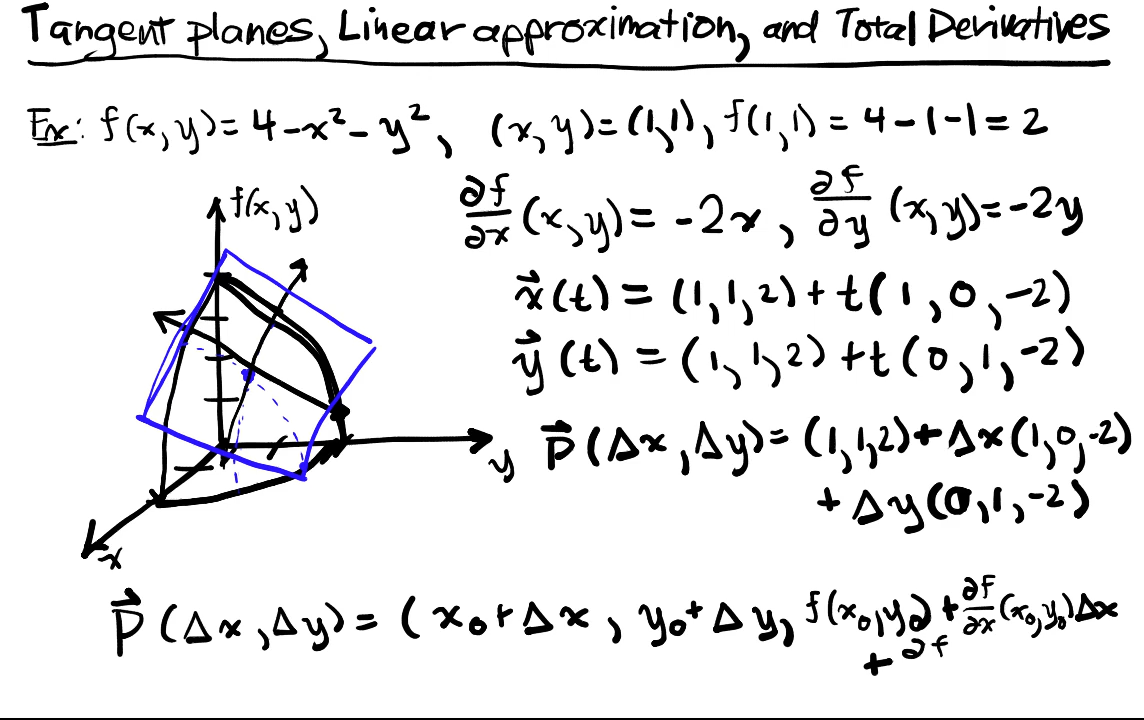 Tangent planes, Linear approximation, and Total Derivatives
Ex: f(x,y)= 4-x²-y², (x,y)=(1,1), f(1,1)=4-1-1=2
∂f/∂x (x,y)=-2x, ∂f/∂y (x,y)=-2y
f(x,y)
x⃗(t) = (1,1,2)+t(1,0,-2)
y⃗(t) = (1,1,2)+t(0,1,-2)
p⃗(Δx,Δy)=(1,1,2)+Δx(1,0,-2)
y
+Δy(0,1,-2)
x
p⃗(Δx,Δy)=(x₀+Δx, y₀+Δy, f(x₀,y₀)+∂f/∂x(x₀,y₀)Δx
+∂f